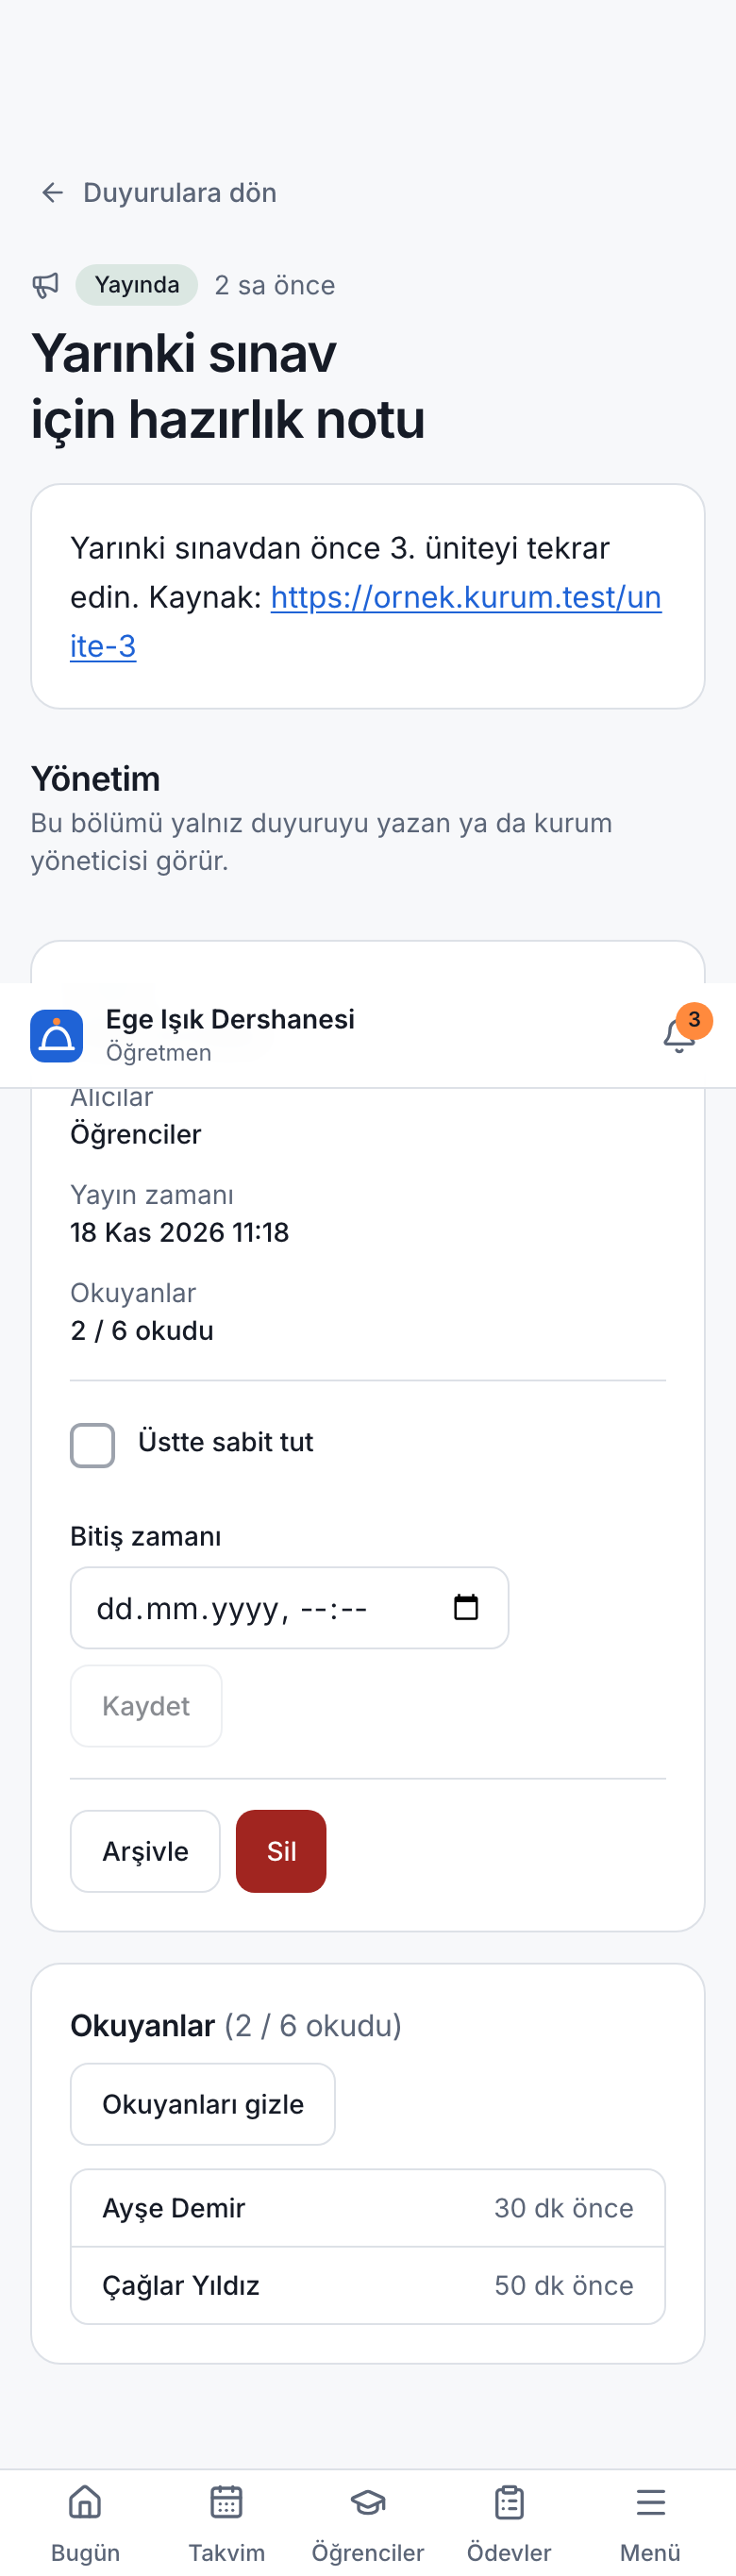 Duyurulara dön
Yayında 2 sa önce
Yarınki sınav
için hazırlık notu
Yarınki sınavdan önce 3. üniteyi tekrar
edin. Kaynak: https://ornek.kurum.test/un
ite-3
Yönetim
Bu bölümü yalnız duyuruyu yazan ya da kurum
yöneticisi görür.
Ege Işık Dershanesi
Öğretmen
3
Alıcılar
Öğrenciler
Yayın zamanı
18 Kas 2026 11:18
Okuyanlar
2 / 6 okudu
Üstte sabit tut
Bitiş zamanı
dd.mm.yyyy, --:--
Kaydet
Arşivle Sil
Okuyanlar (2 / 6 okudu)
Okuyanları gizle
Ayşe Demir 30 dk önce
Çağlar Yıldız 50 dk önce
Bugün Takvim Öğrenciler Ödevler Menü